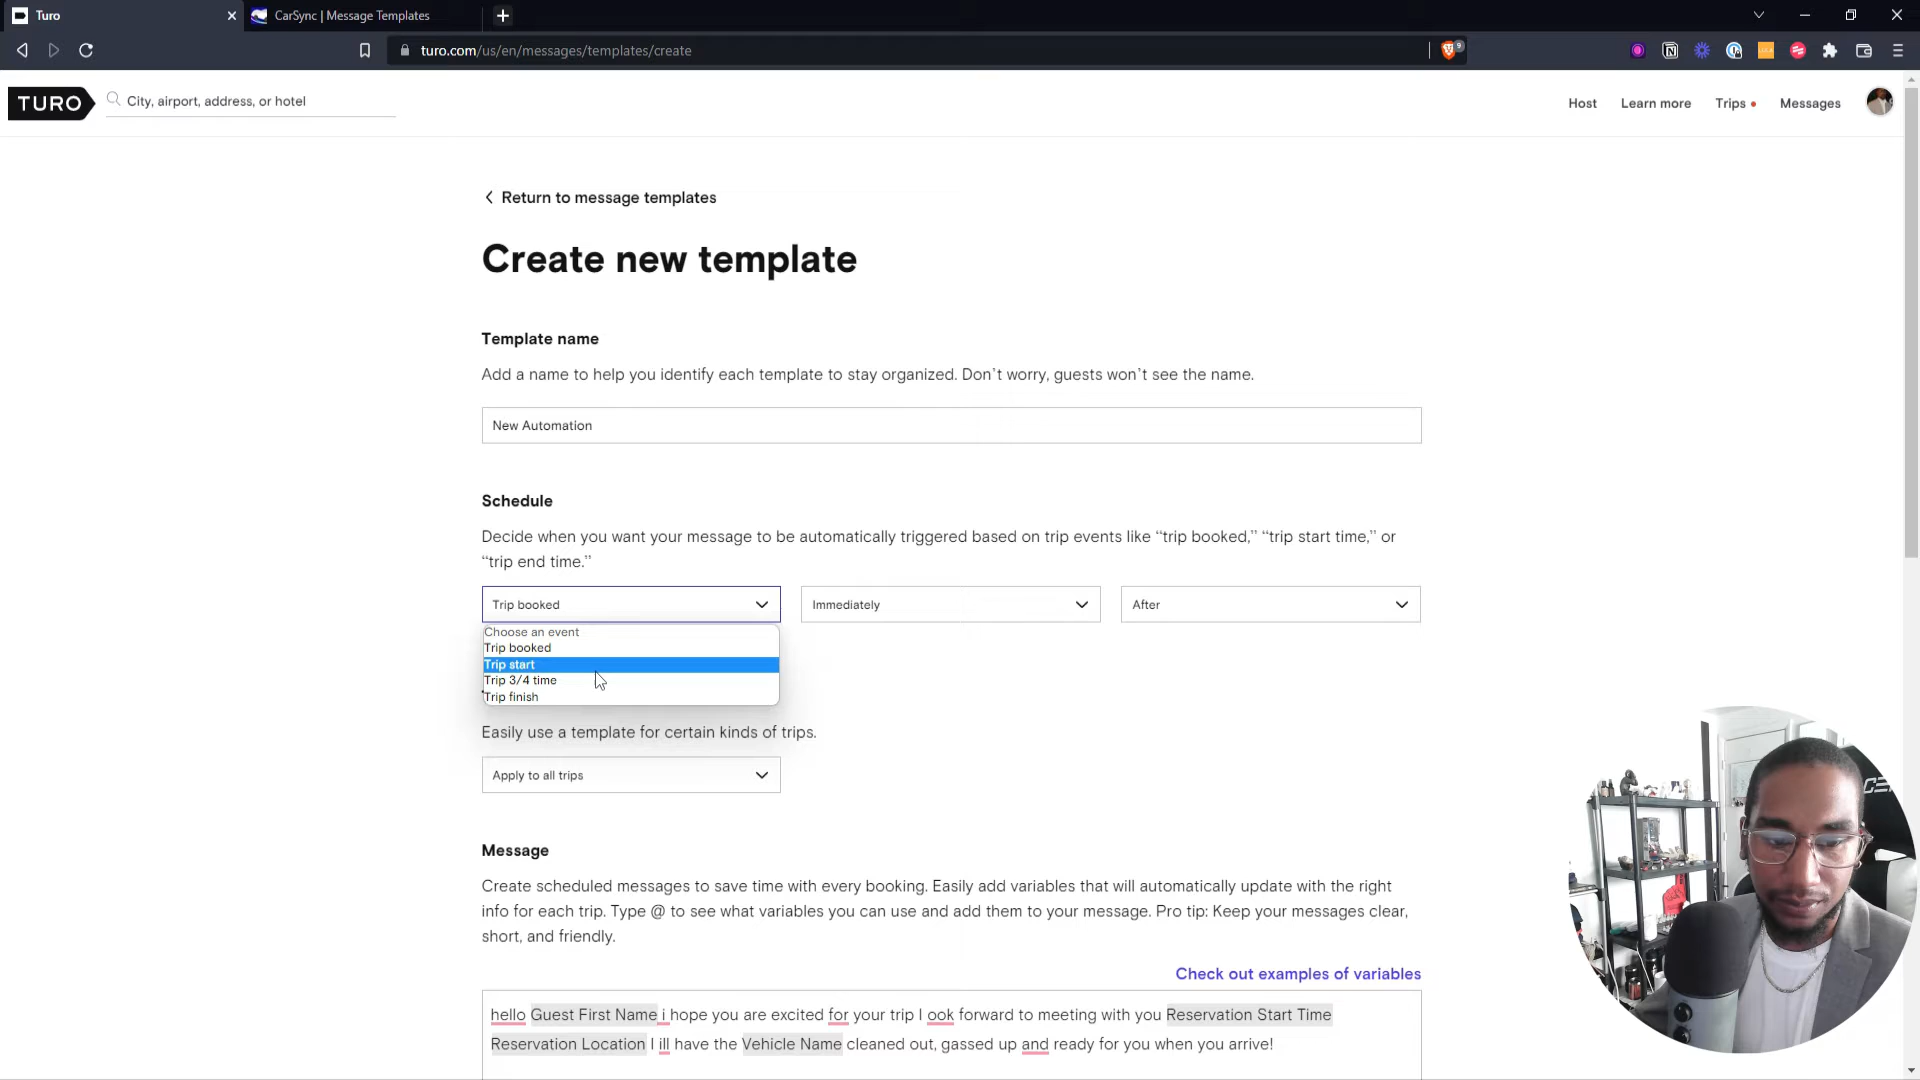 Turo
CarSync | Message Templates
turo.com/us/en/messages/templates/create
9
TURO
City, airport, address, or hotel
Host
Learn more
Trips
Messages
Return to message templates
Create new template
Template name
Add a name to help you identify each template to stay organized. Don't worry, guests won't see the name.
New Automation
Schedule
Decide when you want your message to be automatically triggered based on trip events like “trip booked,” “trip start time,” or
“trip end time.”
Trip booked
Immediately
After
Choose an event
Trip booked
Trip start
Trip 3/4 time
Trip finish
Easily use a template for certain kinds of trips.
Apply to all trips
Message
Create scheduled messages to save time with every booking. Easily add variables that will automatically update with the right
info for each trip. Type @ to see what variables you can use and add them to your message. Pro tip: Keep your messages clear,
short, and friendly.
Check out examples of variables
hello Guest First Name i hope you are excited for your trip I ook forward to meeting with you Reservation Start Time
Reservation Location I ill have the Vehicle Name cleaned out, gassed up and ready for you when you arrive!